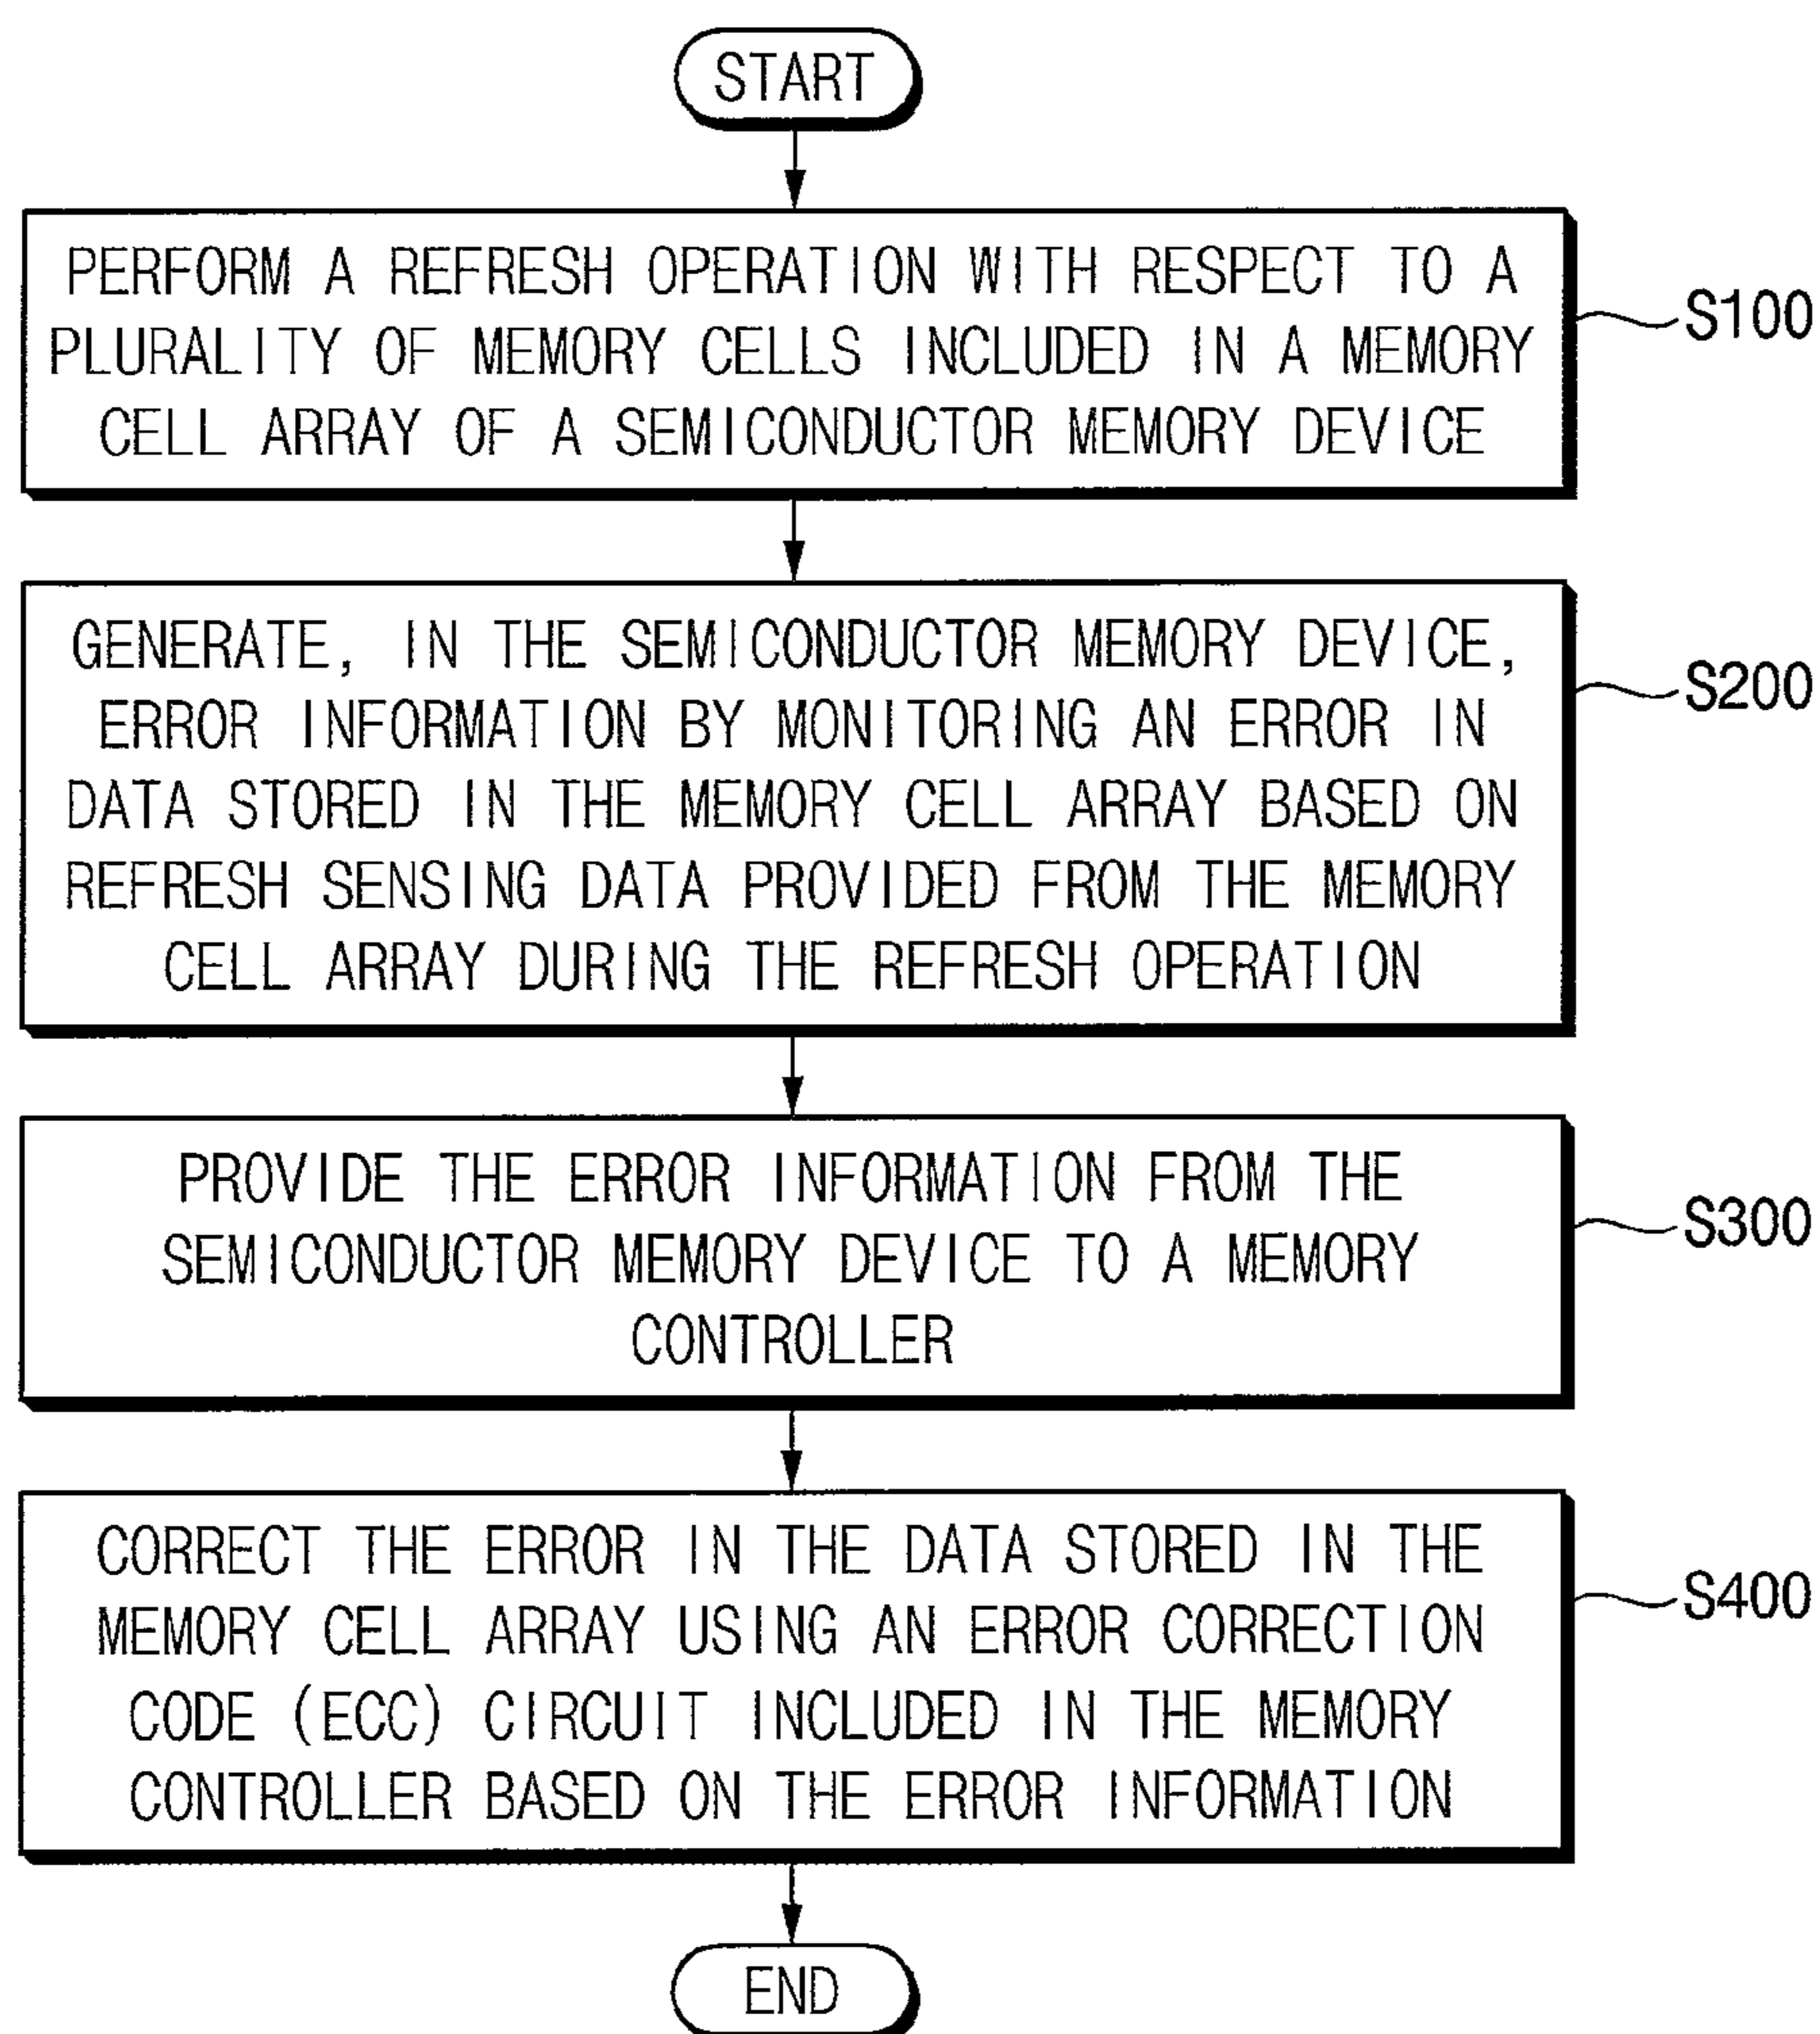 START
PERFORM A REFRESH OPERATION WITH RESPECT TO A
PLURALITY OF MEMORY CELLS INCLUDED IN A MEMORY
CELL ARRAY OF A SEMICONDUCTOR MEMORY DEVICE
S100
GENERATE, IN THE SEMICONDUCTOR MEMORY DEVICE,
ERROR INFORMATION BY MONITORING AN ERROR IN
DATA STORED IN THE MEMORY CELL ARRAY BASED ON
REFRESH SENSING DATA PROVIDED FROM THE MEMORY
CELL ARRAY DURING THE REFRESH OPERATION
S200
PROVIDE THE ERROR INFORMATION FROM THE
SEMICONDUCTOR MEMORY DEVICE TO A MEMORY
CONTROLLER
S300
CORRECT THE ERROR IN THE DATA STORED IN THE
MEMORY CELL ARRAY USING AN ERROR CORRECTION
CODE (ECC) CIRCUIT INCLUDED IN THE MEMORY
CONTROLLER BASED ON THE ERROR INFORMATION
S400
END